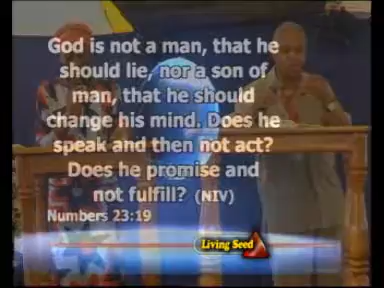 God is not a man, that he
should lie, nor a son of
man, that he should
change his mind. Does he
speak and then not act?
Does he promise and
not fulfill? (NIV)
Numbers 23:19
Living Seed